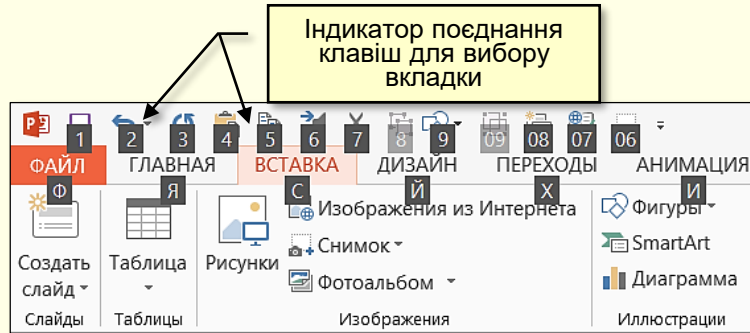 Індикатор поєднання
клавіш для вибору
вкладки
1 2 3 4 5 6 7 8 9 09 08 07 06
ФАЙЛ ГЛАВНАЯ ВСТАВКА ДИЗАЙН ПЕРЕХОДЫ АНИМАЦИЯ
Ф Я С Й Х И
Создать
слайд
Таблица
Рисунки
Изображения из Интернета
Снимок
Фотоальбом
Фигуры
SmartArt
Диаграмма
Слайды Таблицы Изображения Иллюстрации